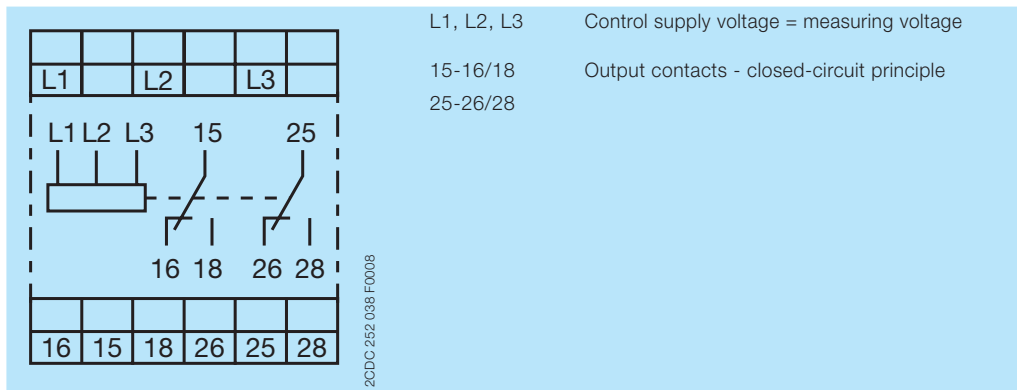 L1 L2 L3
L1 L2 L3 15 25
16 18 26 28
16 15 18 26 25 28
2CDC 252 038 F0008
L1, L2, L3 Control supply voltage = measuring voltage
15-16/18 Output contacts - closed-circuit principle
25-26/28